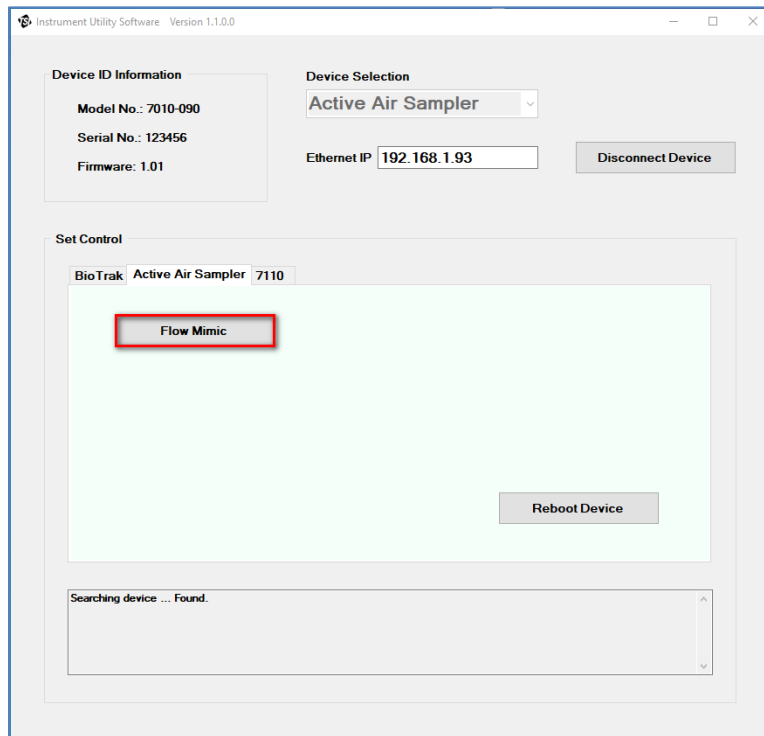 TSI Instrument Utility Software Version 1.1.0.0
Device ID Information
Model No.: 7010-090
Serial No.: 123456
Firmware: 1.01
Device Selection
Active Air Sampler
Ethernet IP 192.168.1.93
Disconnect Device
Set Control
BioTrak Active Air Sampler 7110
Flow Mimic
Reboot Device
Searching device ... Found.